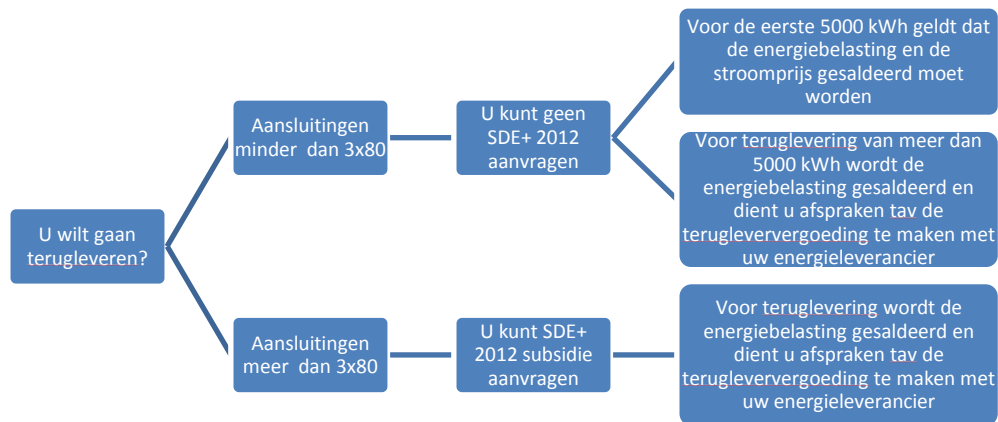 U wilt gaan
terugleveren?
Aansluitingen
minder dan 3x80
U kunt geen
SDE+ 2012
aanvragen
Voor de eerste 5000 kWh geldt dat
de energiebelasting en de
stroomprijs gesaldeerd moet
worden
Voor teruglevering van meer dan
5000 kWh wordt de
energiebelasting gesaldeerd en
dient u afspraken tav de
terugleververgoeding te maken met
uw energieleverancier
Aansluitingen
meer dan 3x80
U kunt SDE+
2012 subsidie
aanvragen
Voor teruglevering wordt de
energiebelasting gesaldeerd en
dient u afspraken tav de
terugleververgoeding te maken met
uw energieleverancier